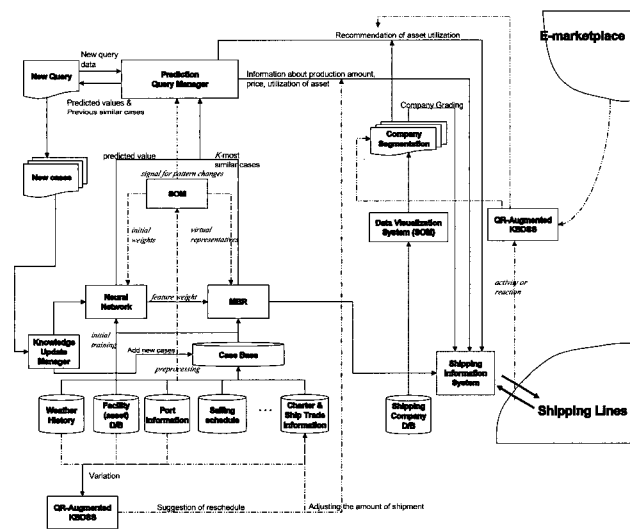 Recommendation of asset utilization
E-marketplace
New query
data
New Query
Prediction
Query Manager
Information about production amount,
price, utilization of asset
Predicted values &
Previous similar cases
Company Grading
Company
Segmentation
predicted value
K-most
similar cases
New cases
signal for pattern changes
SOM
initial
weights
virtual
representatives
Data Visualization
System (SOM)
QR-Augmented
KBDSS
activity or
reaction
Neural
Network
feature weight
MBR
Knowledge
Update
Manager
initial
training
Add new cases
Case Base
preprocessing
Shipping
Information
System
Weather
History
Facility
(asset)
D/B
Port
Information
Sailing
schedule
...
Charter &
Ship Trade
Information
Shipping
Company
D/B
Shipping Lines
Variation
QR-Augmented
KBDSS
Suggestion of reschedule
Adjusting the amount of shipment